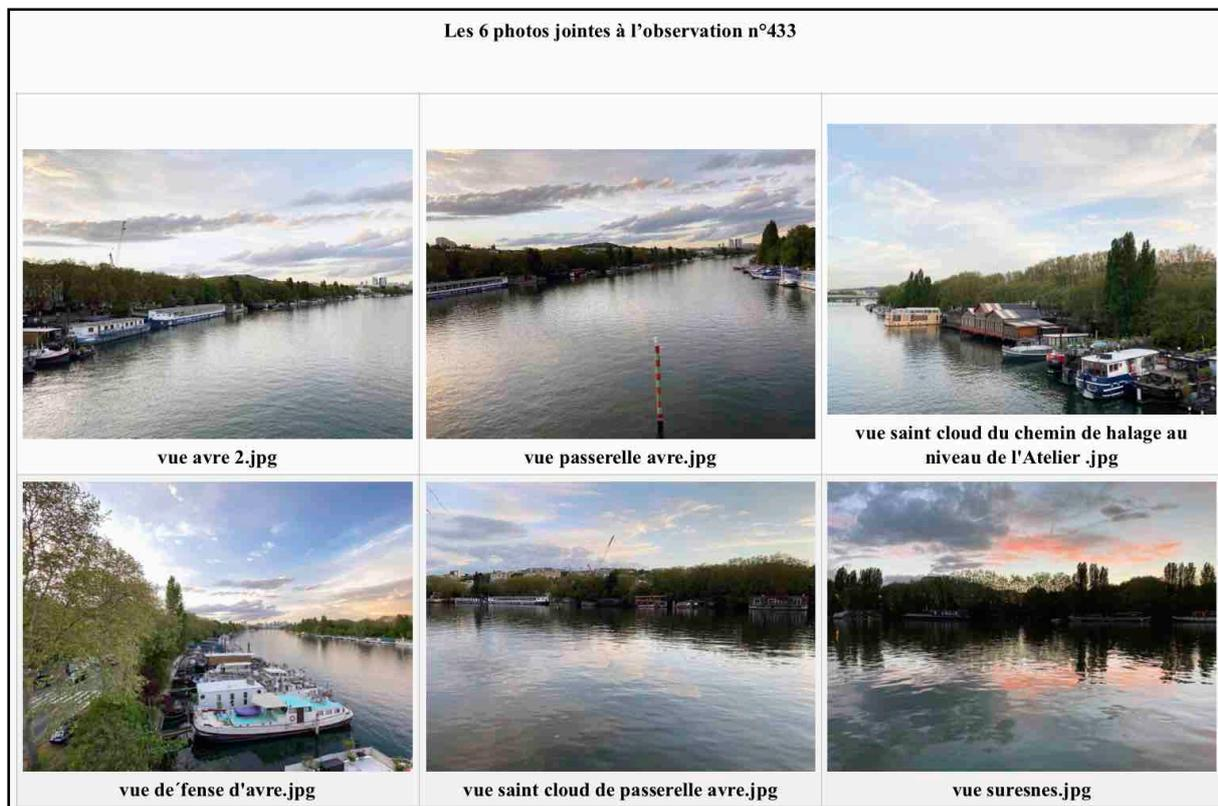 Les 6 photos jointes à l’observation n°433
vue avre 2.jpg
vue passerelle avre.jpg
vue saint cloud du chemin de halage au
niveau de l'Atelier .jpg
vue de´fense d'avre.jpg
vue saint cloud de passerelle avre.jpg
vue suresnes.jpg